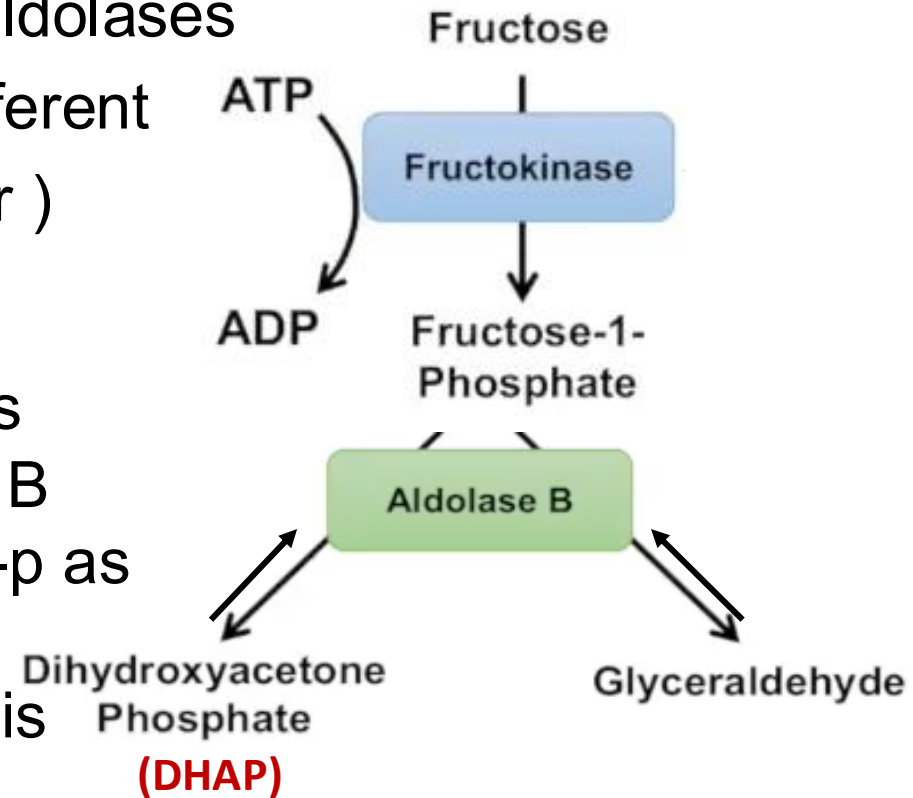 ldolases
ferent
r )
s
B
-p as
is
Fructose
ATP
Fructokinase
ADP
Fructose-1-
Phosphate
Aldolase B
Dihydroxyacetone
Phosphate
(DHAP)
Glyceraldehyde